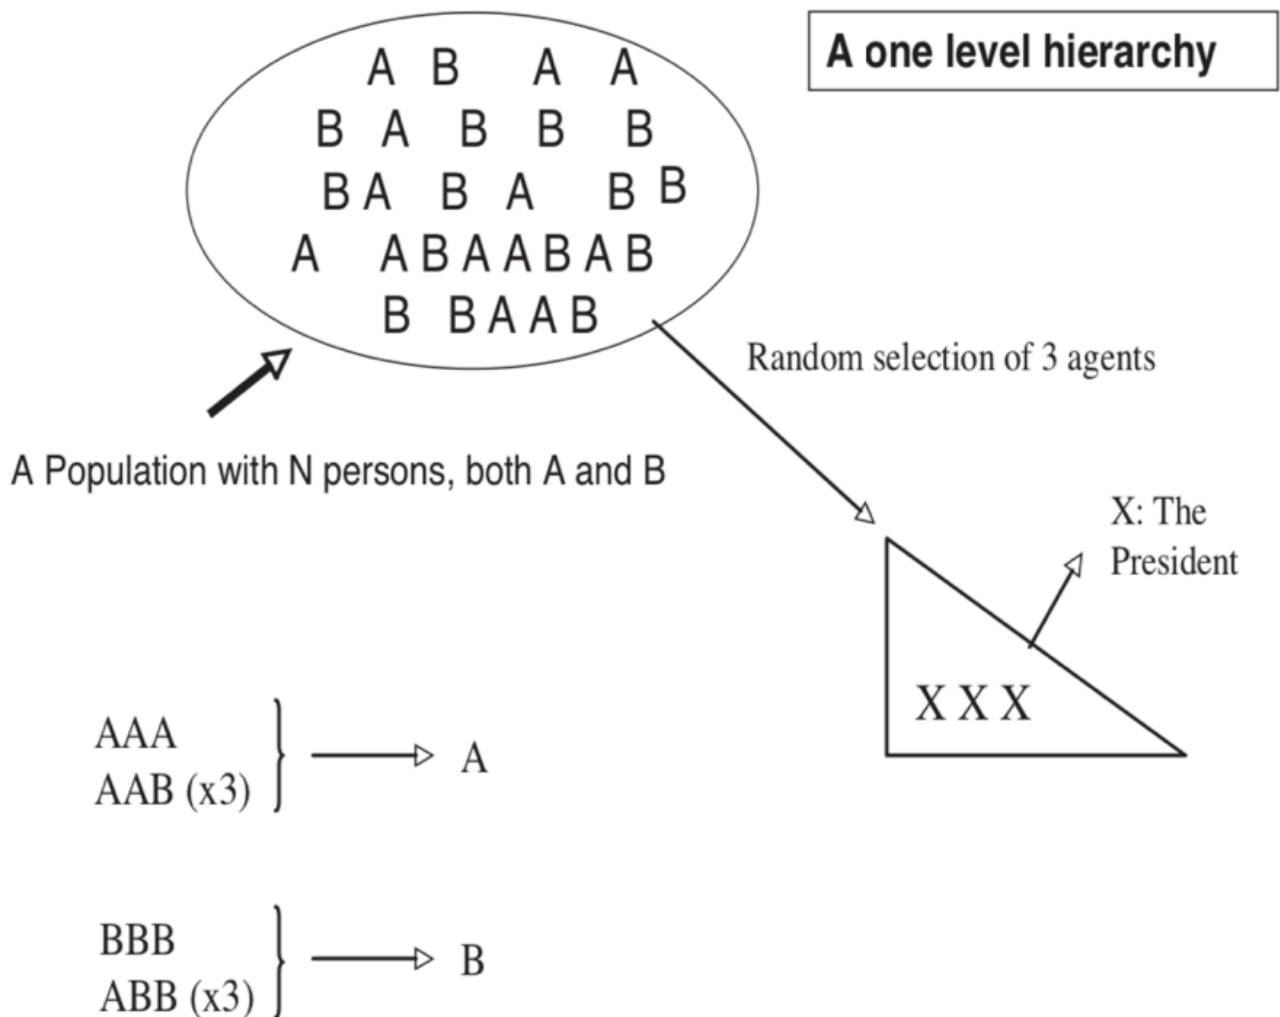 A one level hierarchy
A B A A
B A B B B
B A B A B B
A A B A A B A B
B B A A B
Random selection of 3 agents
A Population with N persons, both A and B
X: The
President
X X X
AAA
AAB (x3)
A
BBB
ABB (x3)
B